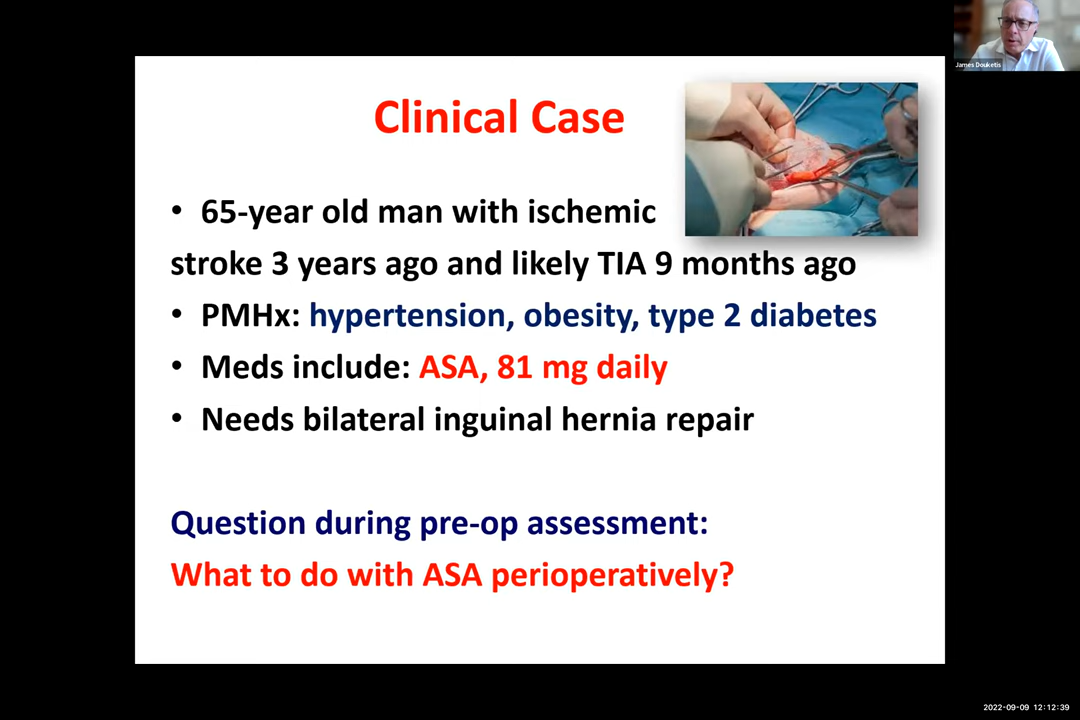 James Douketis
Clinical Case
• 65-year old man with ischemic
stroke 3 years ago and likely TIA 9 months ago
• PMHx: hypertension, obesity, type 2 diabetes
• Meds include: ASA, 81 mg daily
• Needs bilateral inguinal hernia repair
Question during pre-op assessment:
What to do with ASA perioperatively?
2022-09-09 12:12:39